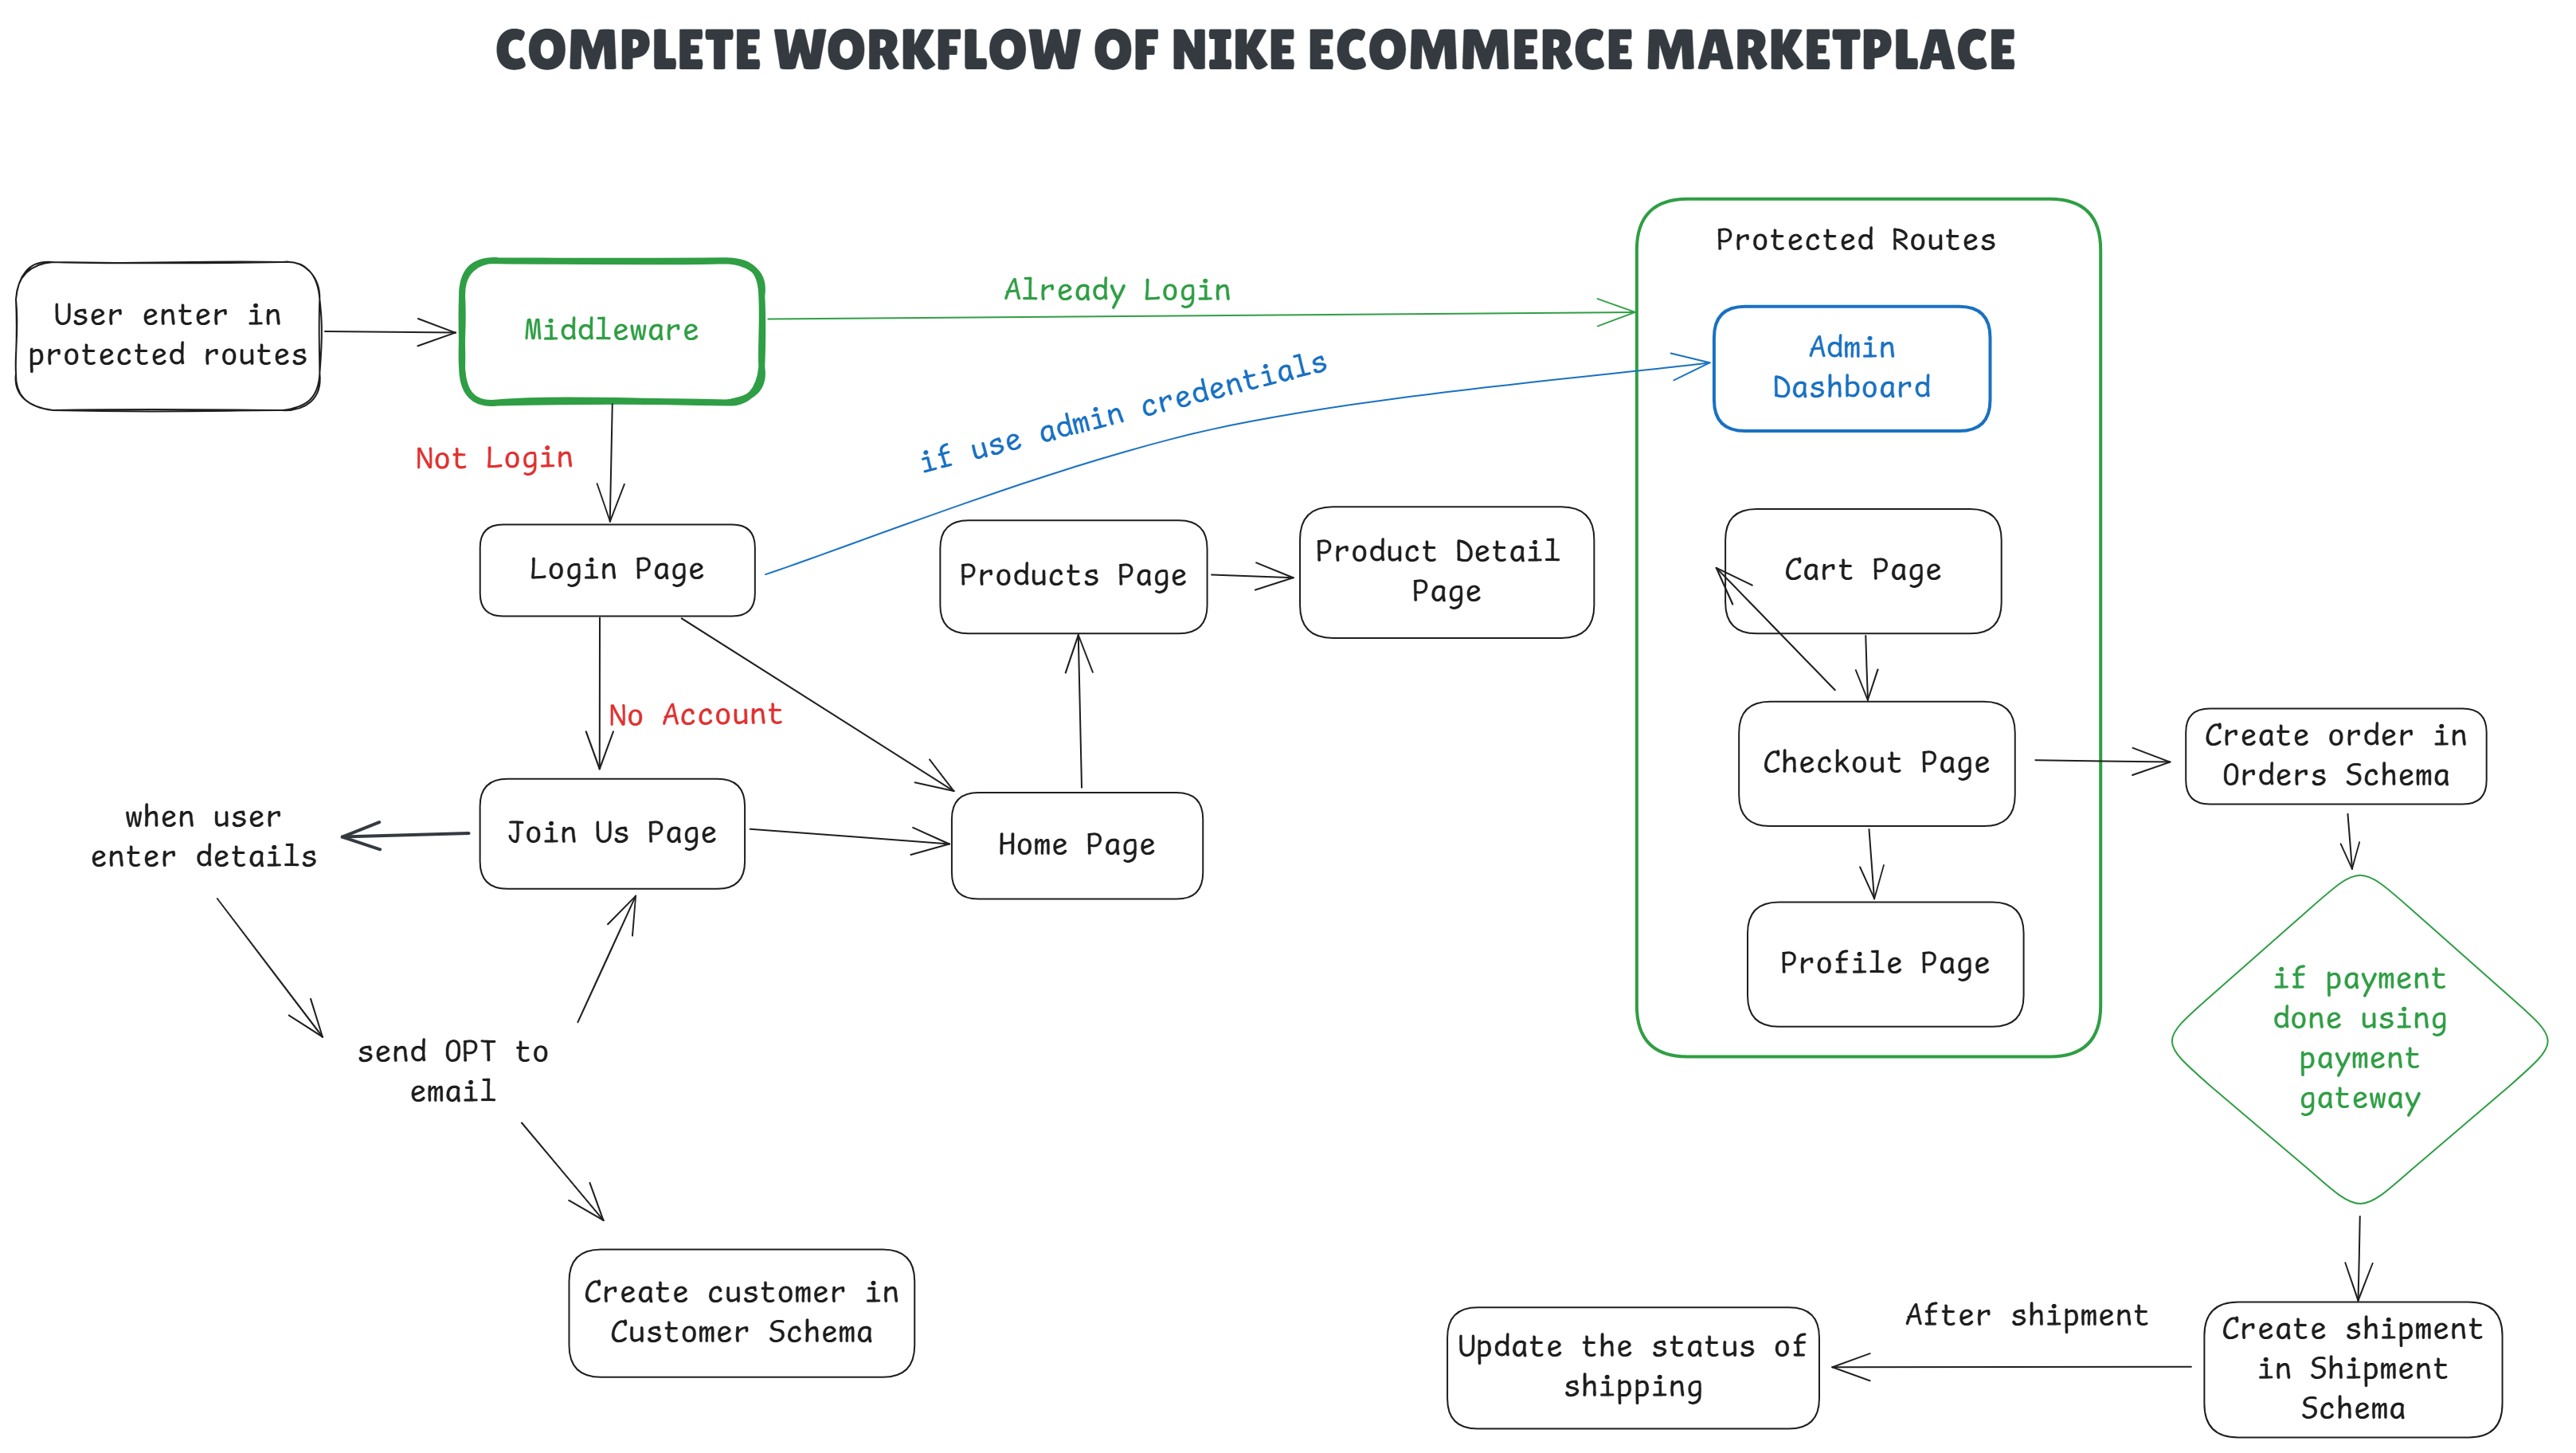 COMPLETE WORKFLOW OF NIKE ECOMMERCE MARKETPLACE
User enter in
protected routes
Middleware
Already Login
Protected Routes
Admin
Dashboard
if use admin credentials
Not Login
Login Page
Products Page
Product Detail
Page
Cart Page
No Account
Join Us Page
Home Page
when user
enter details
send OPT to
email
Create customer in
Customer Schema
Checkout Page
Profile Page
Create order in
Orders Schema
if payment
done using
payment
gateway
Create shipment
in Shipment
Schema
After shipment
Update the status of
shipping